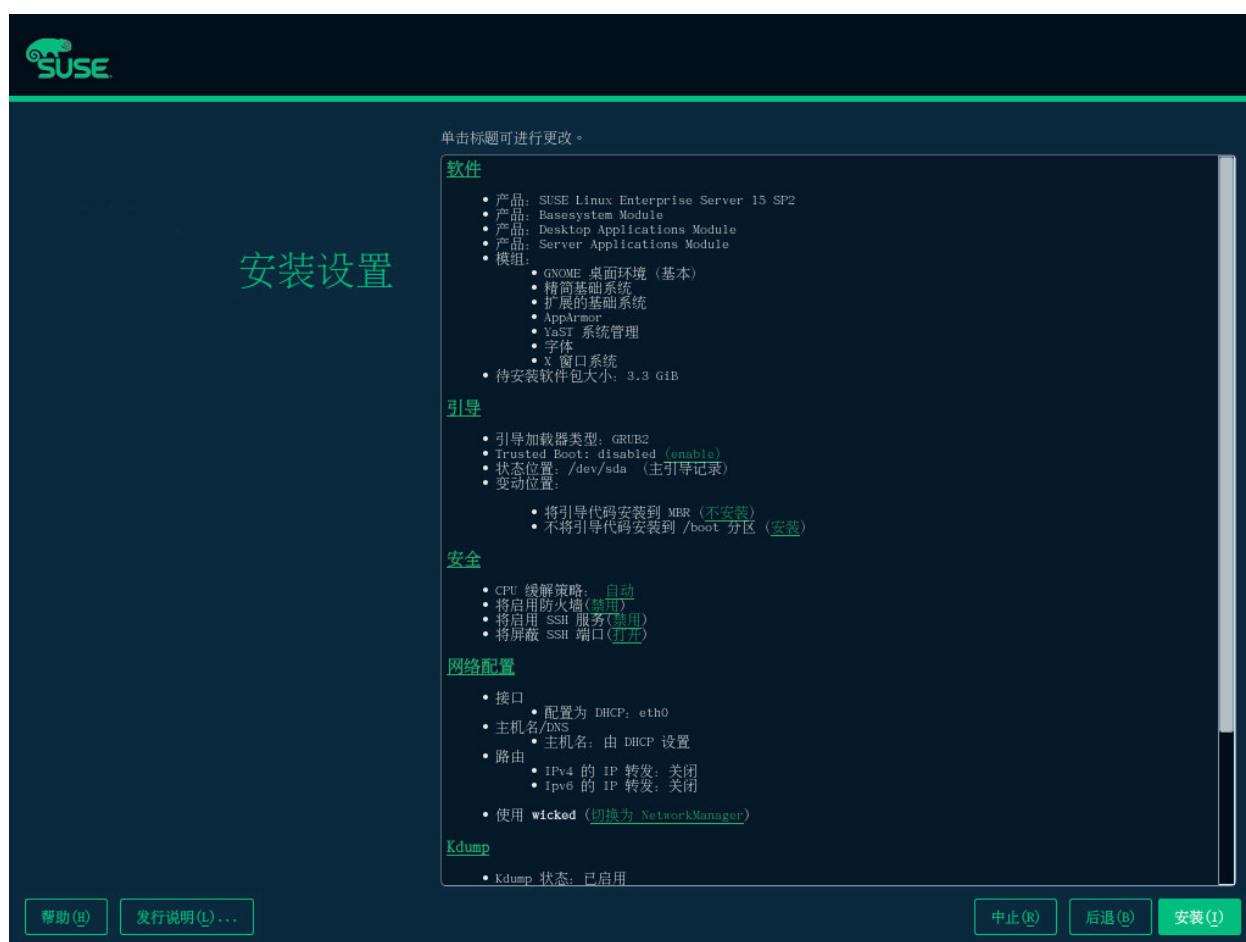 SUSE
单击标题可进行更改。
安装设置
软件
产品: SUSE Linux Enterprise Server 15 SP2
产品: Basesystem Module
产品: Desktop Applications Module
产品: Server Applications Module
模组:
GNOME 桌面环境 (基本)
精简基础系统
扩展的基础系统
AppArmor
YaST 系统管理
字体
X 窗口系统
待安装软件包大小: 3.3 GiB
引导
引导加载器类型: GRUB2
Trusted Boot: disabled (enable)
状态位置: /dev/sda (主引导记录)
变动位置:
将引导代码安装到 MBR (不安装)
不将引导代码安装到 /boot 分区 (安装)
安全
CPU 缓解策略: 自动
将启用防火墙(禁用)
将启用 SSH 服务(禁用)
将屏蔽 SSH 端口(打开)
网络配置
接口
配置为 DHCP: eth0
主机名/DNS
主机名: 由 DHCP 设置
路由
IPv4 的 IP 转发: 关闭
Ipv6 的 IP 转发: 关闭
使用 wicked (切换为 NetworkManager)
Kdump
Kdump 状态: 已启用
帮助(H) 发行说明(L)... 中止(R) 后退(B) 安装(I)